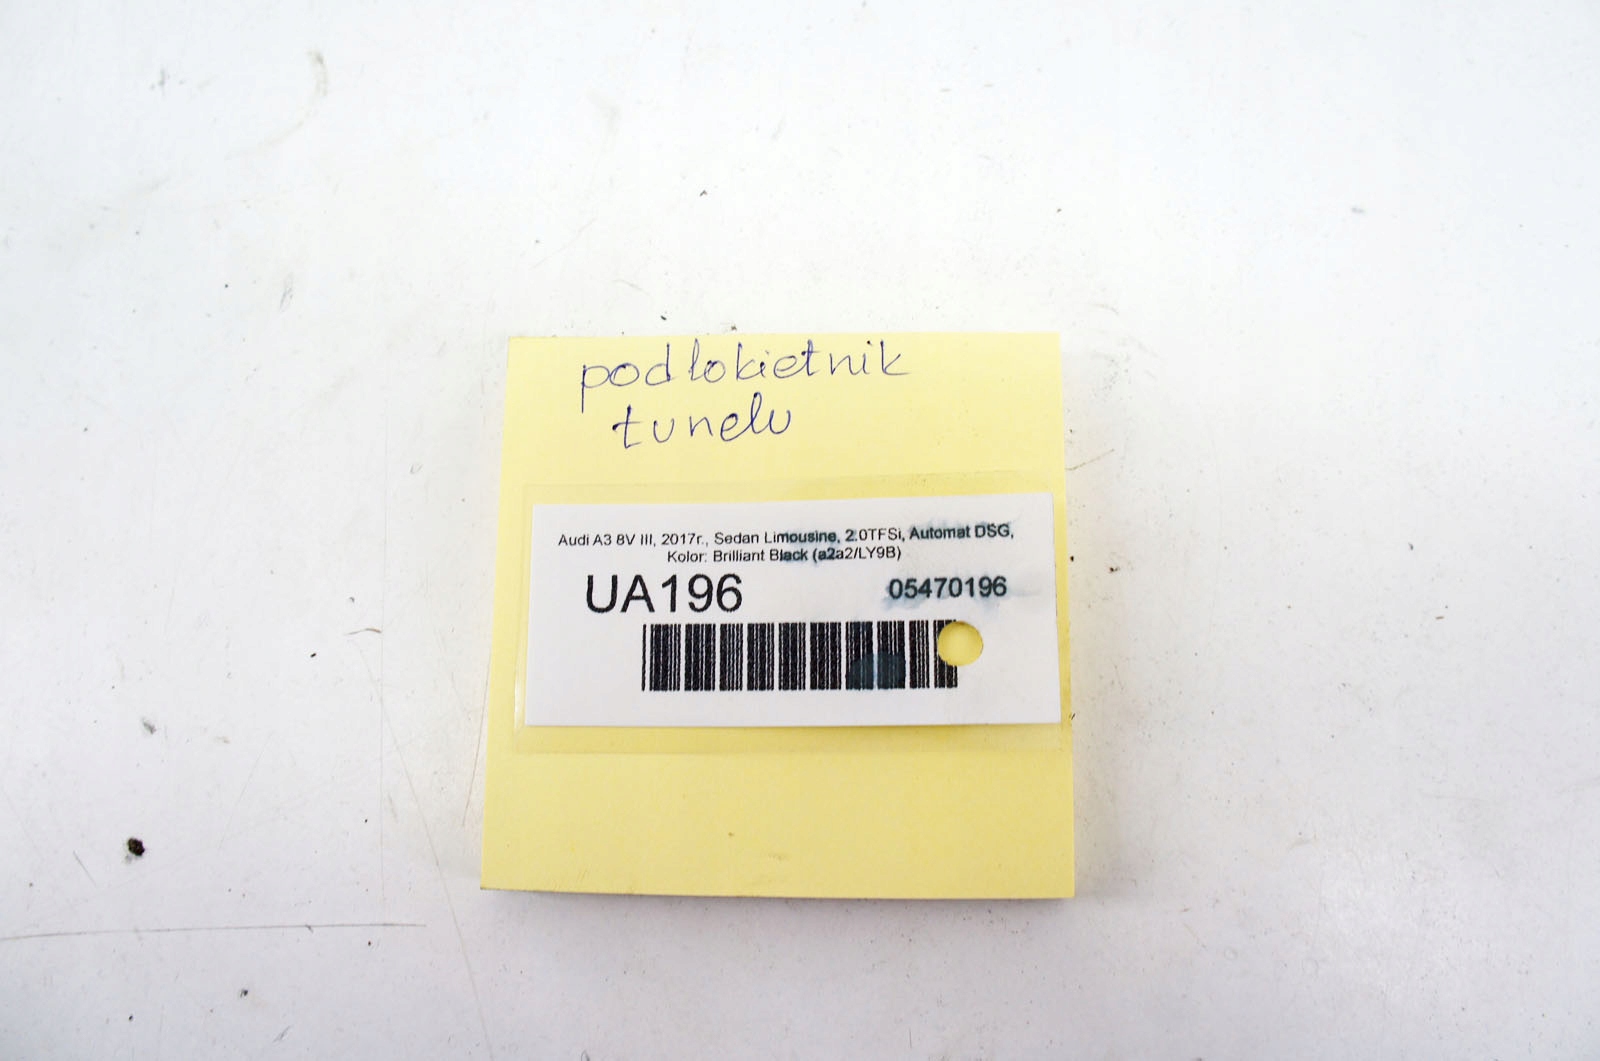 podłokietnik
tunelu
Audi A3 8V III, 2017r., Sedan Limousine, 2.0TFSi, Automat DSG,
Kolor: Brilliant Black (a2a2/LY9B)
UA196 05470196